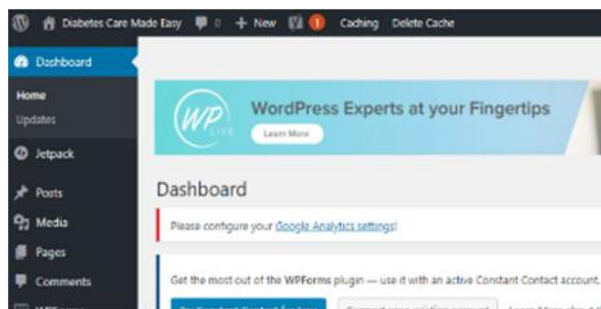 Diabetes Care Made Easy 0 + New 1 Caching Delete Cache
Dashboard
Home
Updates
Jetpack
Posts
Media
Pages
Comments
WP LIVE
WordPress Experts at your Fingertips
Learn More
Dashboard
Please configure your Google Analytics settings!
Get the most out of the WPForms plugin — use it with an active Constant Contact account.